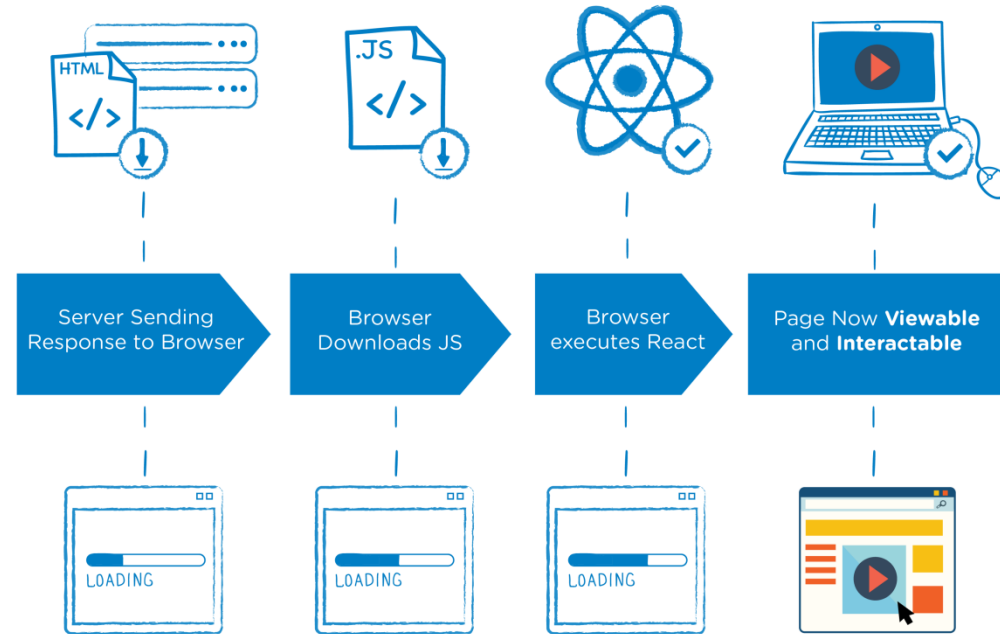 HTML
</>
.JS
</>
Server Sending
Response to Browser
Browser
Downloads JS
Browser
executes React
Page Now Viewable
and Interactable
LOADING
LOADING
LOADING